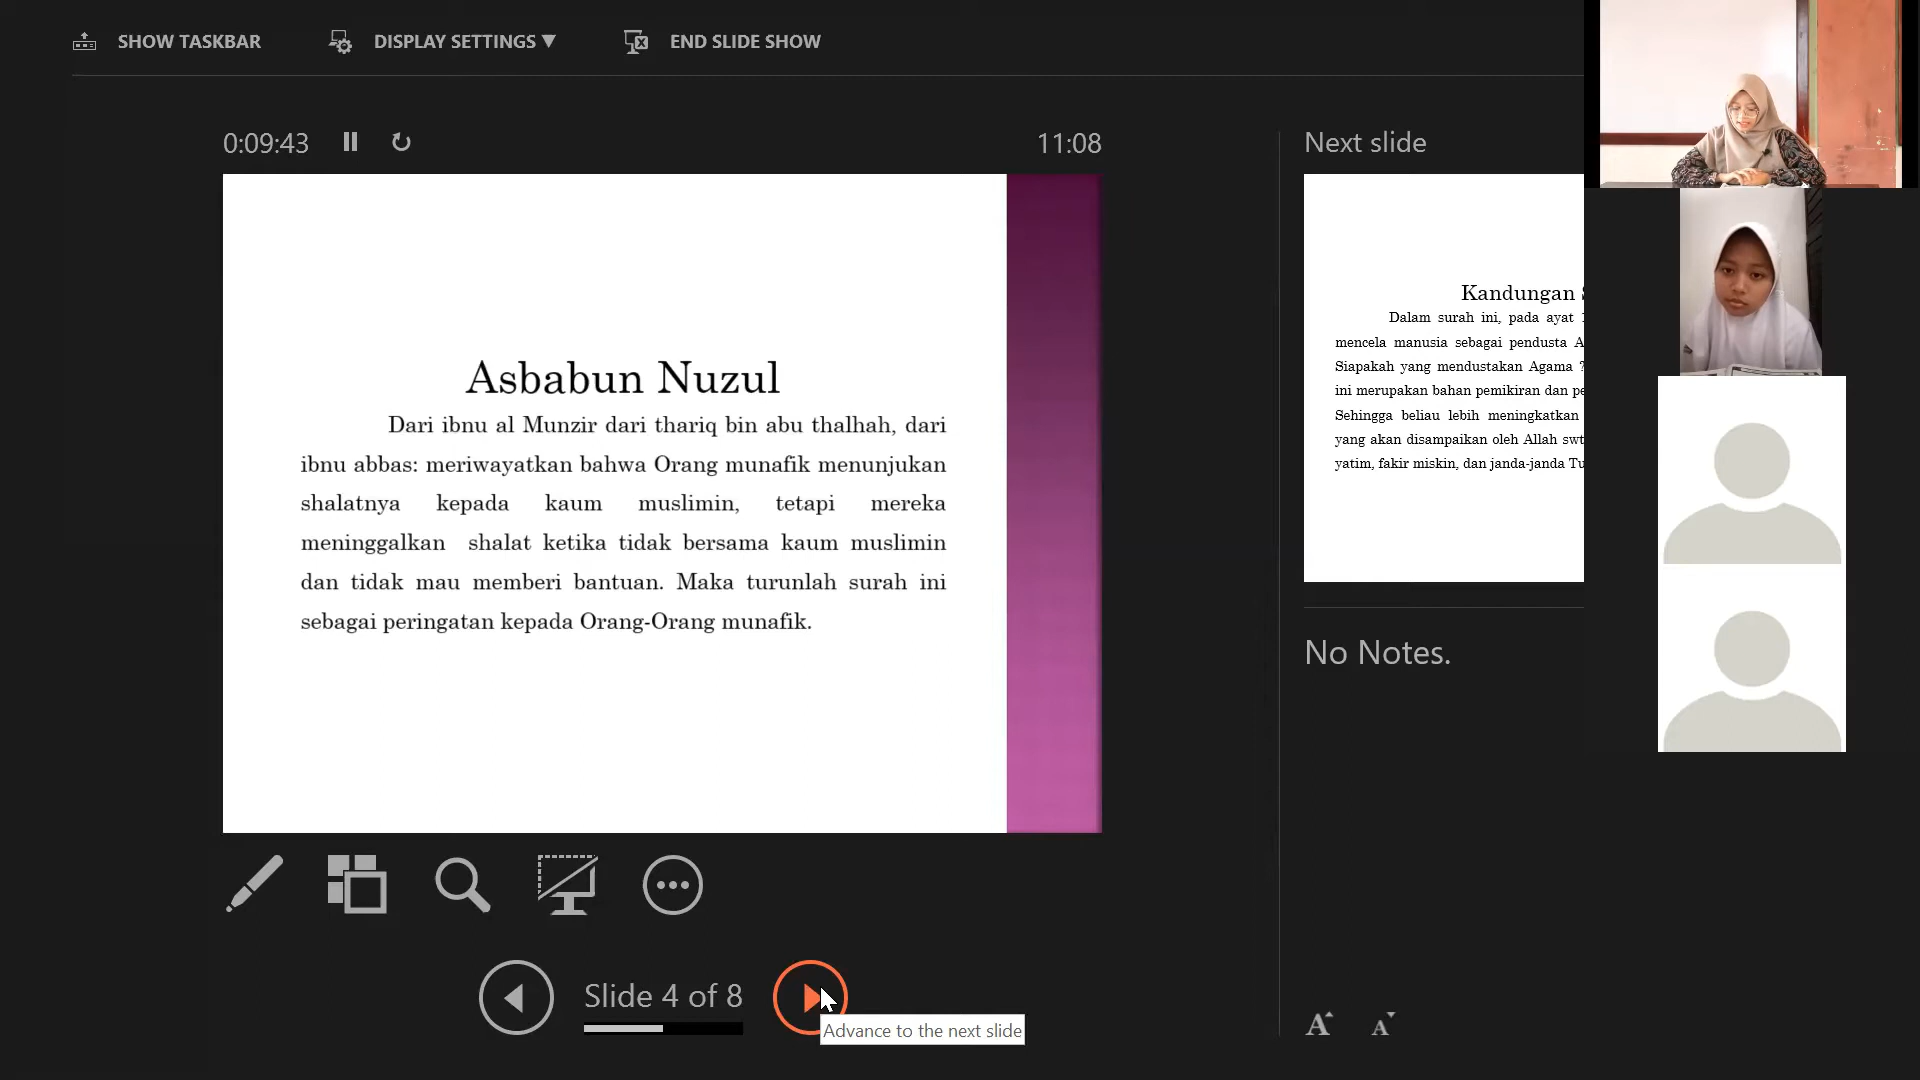 SHOW TASKBAR
DISPLAY SETTINGS ▼
END SLIDE SHOW
0:09:43
11:08
Asbabun Nuzul
Dari ibnu al Munzir dari thariq bin abu thalhah, dari
ibnu abbas: meriwayatkan bahwa Orang munafik menunjukan
shalatnya kepada kaum muslimin, tetapi mereka
meninggalkan shalat ketika tidak bersama kaum muslimin
dan tidak mau memberi bantuan. Maka turunlah surah ini
sebagai peringatan kepada Orang-Orang munafik.
Slide 4 of 8
Advance to the next slide
Next slide
Kandungan
Dalam surah ini, pada ayat
mencela manusia sebagai pendusta
Siapakah yang mendustakan Agama ?
ini merupakan bahan pemikiran dan
Sehingga beliau lebih meningkatkan
yang akan disampaikan oleh Allah swt
yatim, fakir miskin, dan janda-janda
No Notes.
A A